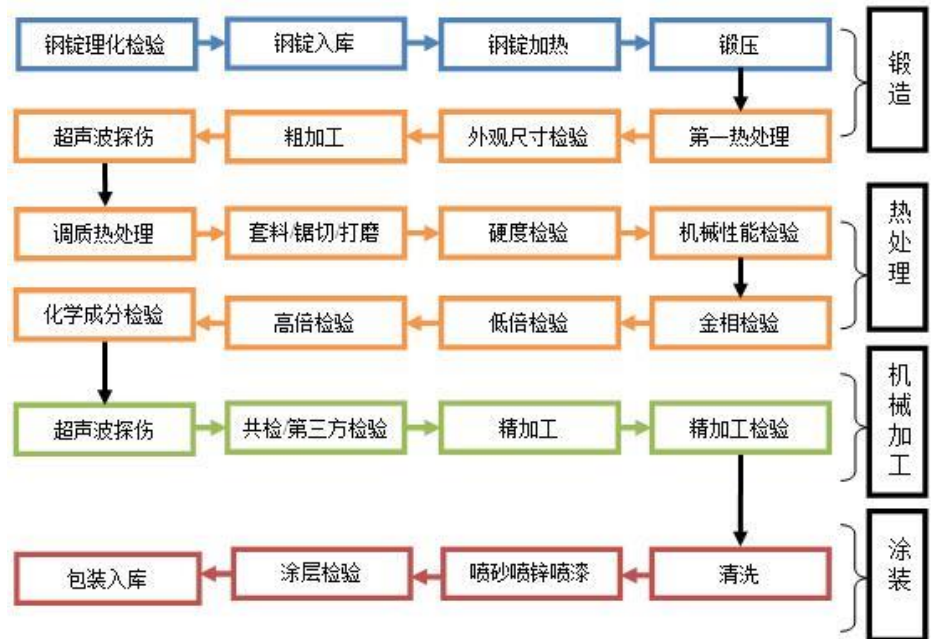 钢锭理化检验
钢锭入库
钢锭加热
锻压
锻造
超声波探伤
粗加工
外观尺寸检验
第一热处理
调质热处理
套料/锯切/打磨
硬度检验
机械性能检验
热处理
化学成分检验
高倍检验
低倍检验
金相检验
超声波探伤
共检/第三方检验
精加工
精加工检验
机械加工
包装入库
涂层检验
喷砂喷锌喷漆
清洗
涂装